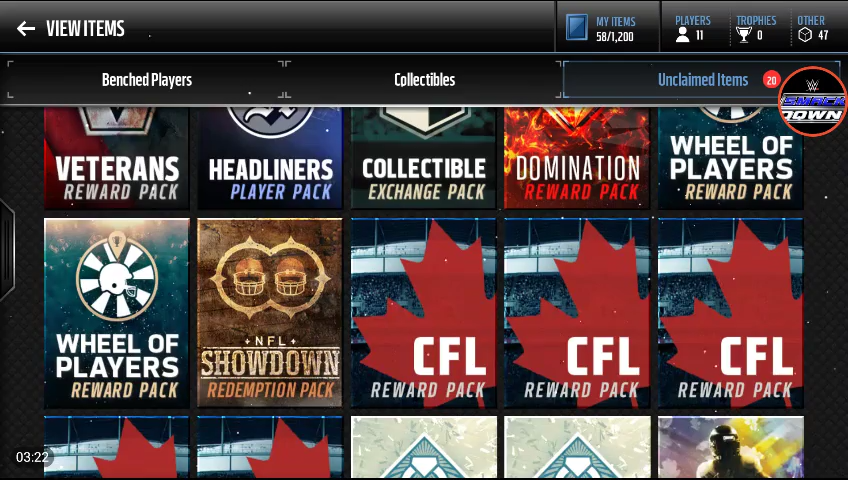 VIEW ITEMS
MY ITEMS
58/1,200
PLAYERS
11
TROPHIES
0
OTHER
47
Benched Players
Collectibles
Unclaimed Items
20
W
SMACK
DOWN
VETERANS
REWARD PACK
HEADLINERS
PLAYER PACK
COLLECTIBLE
EXCHANGE PACK
DOMINATION
REWARD PACK
WHEEL OF
PLAYERS
REWARD PACK
WHEEL OF
PLAYERS
REWARD PACK
NFL
SHOWDOWN
REDEMPTION PACK
CFL
REWARD PACK
CFL
REWARD PACK
CFL
REWARD PACK
03:22